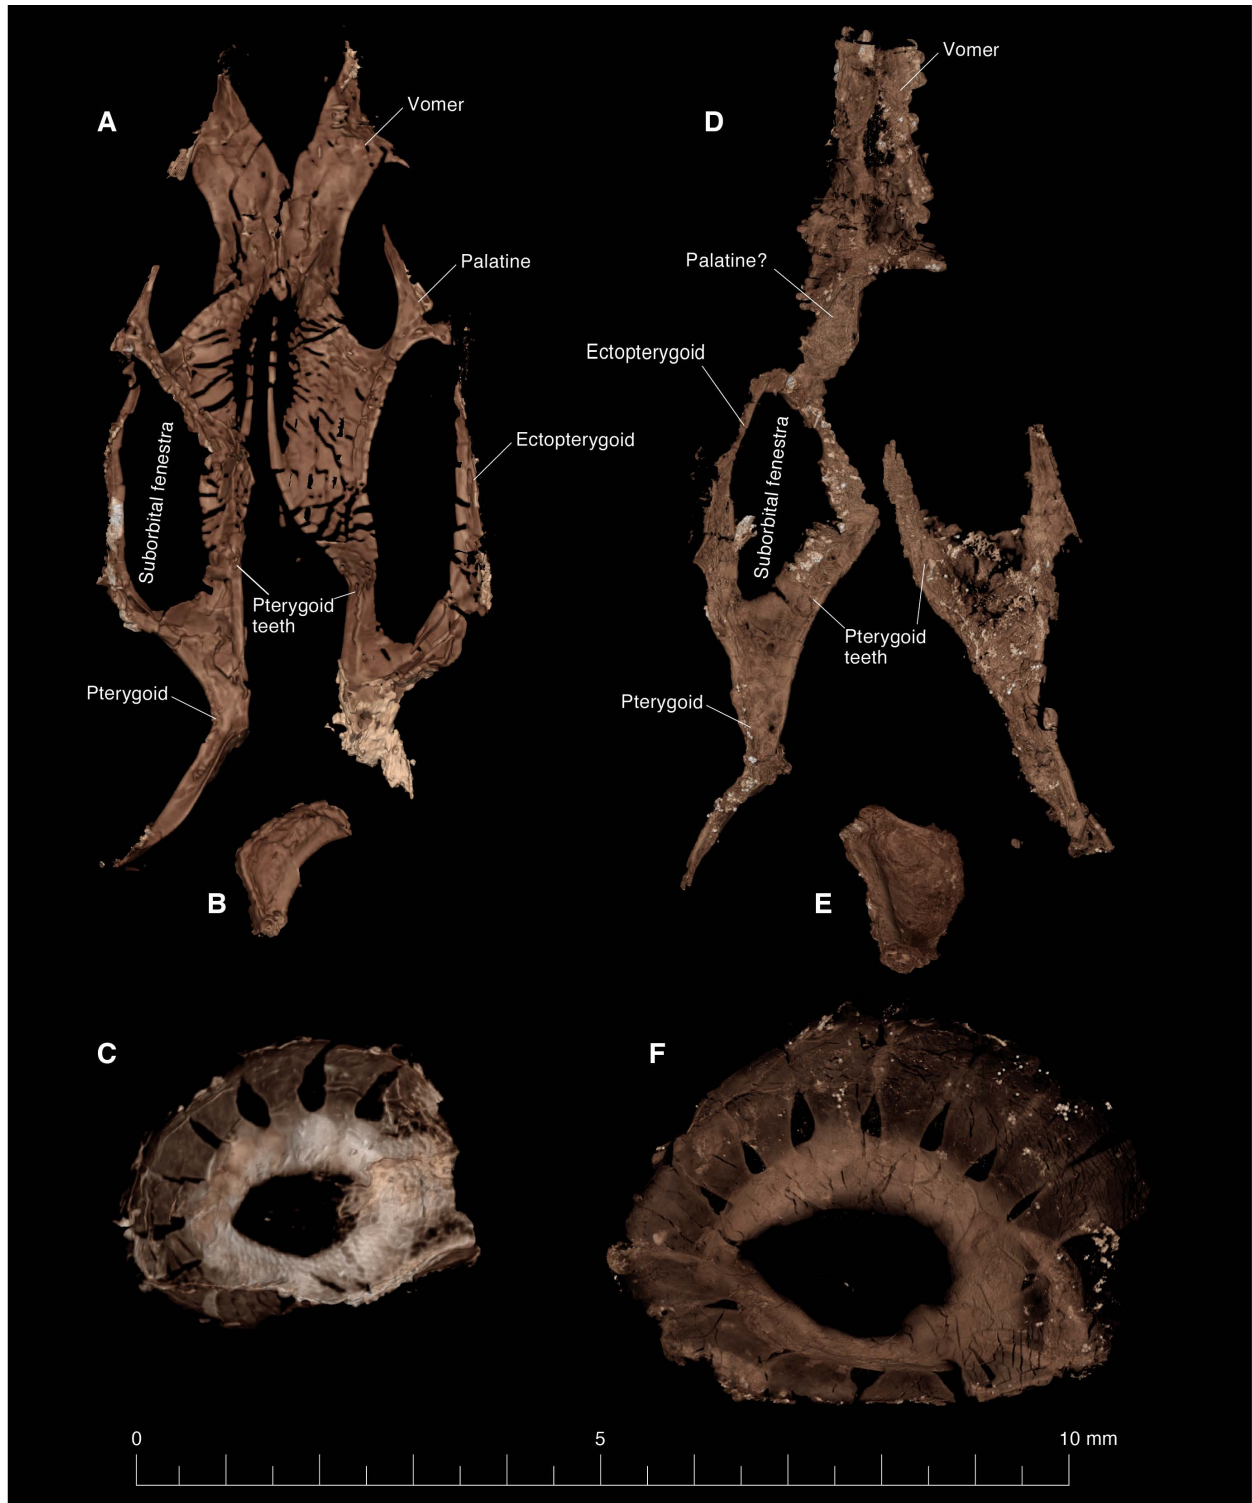 A
Vomer
Palatine
Ectopterygoid
Suborbital fenestra
Pterygoid
teeth
Pterygoid
B
C
D
Vomer
Palatine?
Ectopterygoid
Suborbital fenestra
Pterygoid
teeth
Pterygoid
E
F
0
5
10 mm